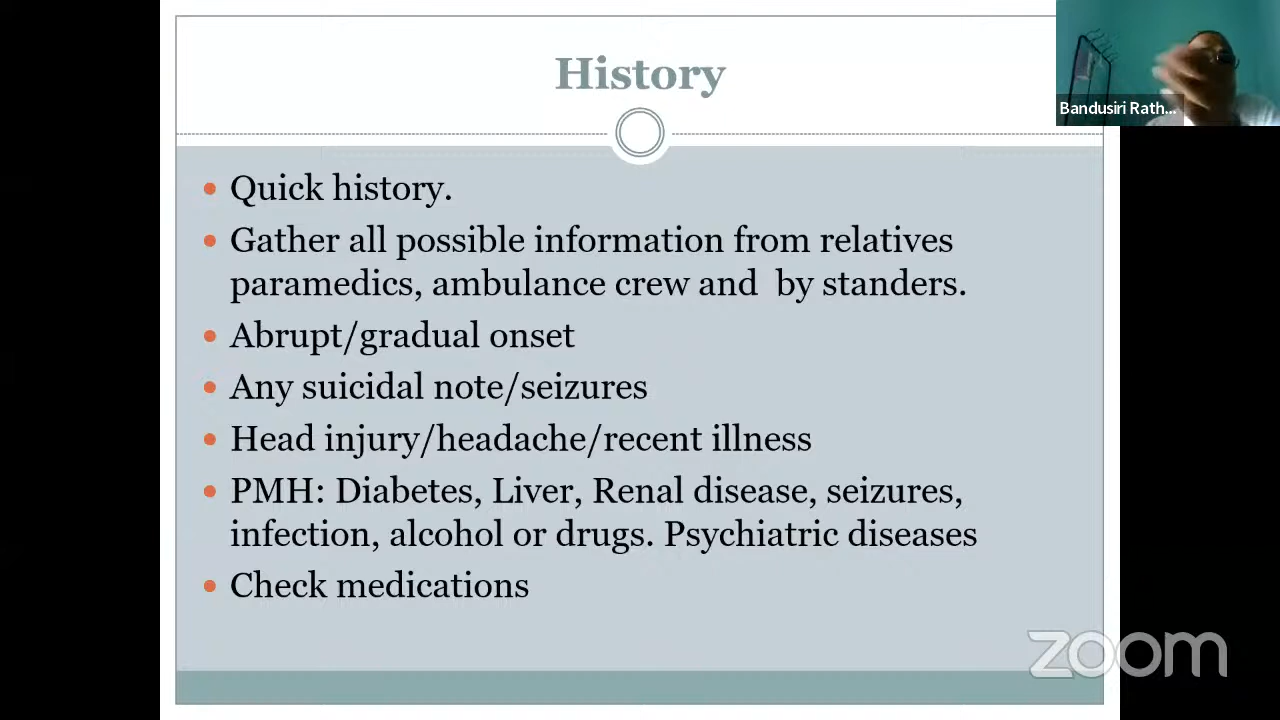 History
Bandusiri Rath...
Quick history.
Gather all possible information from relatives
paramedics, ambulance crew and  by standers.
Abrupt/gradual onset
Any suicidal note/seizures
Head injury/headache/recent illness
PMH: Diabetes, Liver, Renal disease, seizures,
infection, alcohol or drugs. Psychiatric diseases
Check medications
zoom